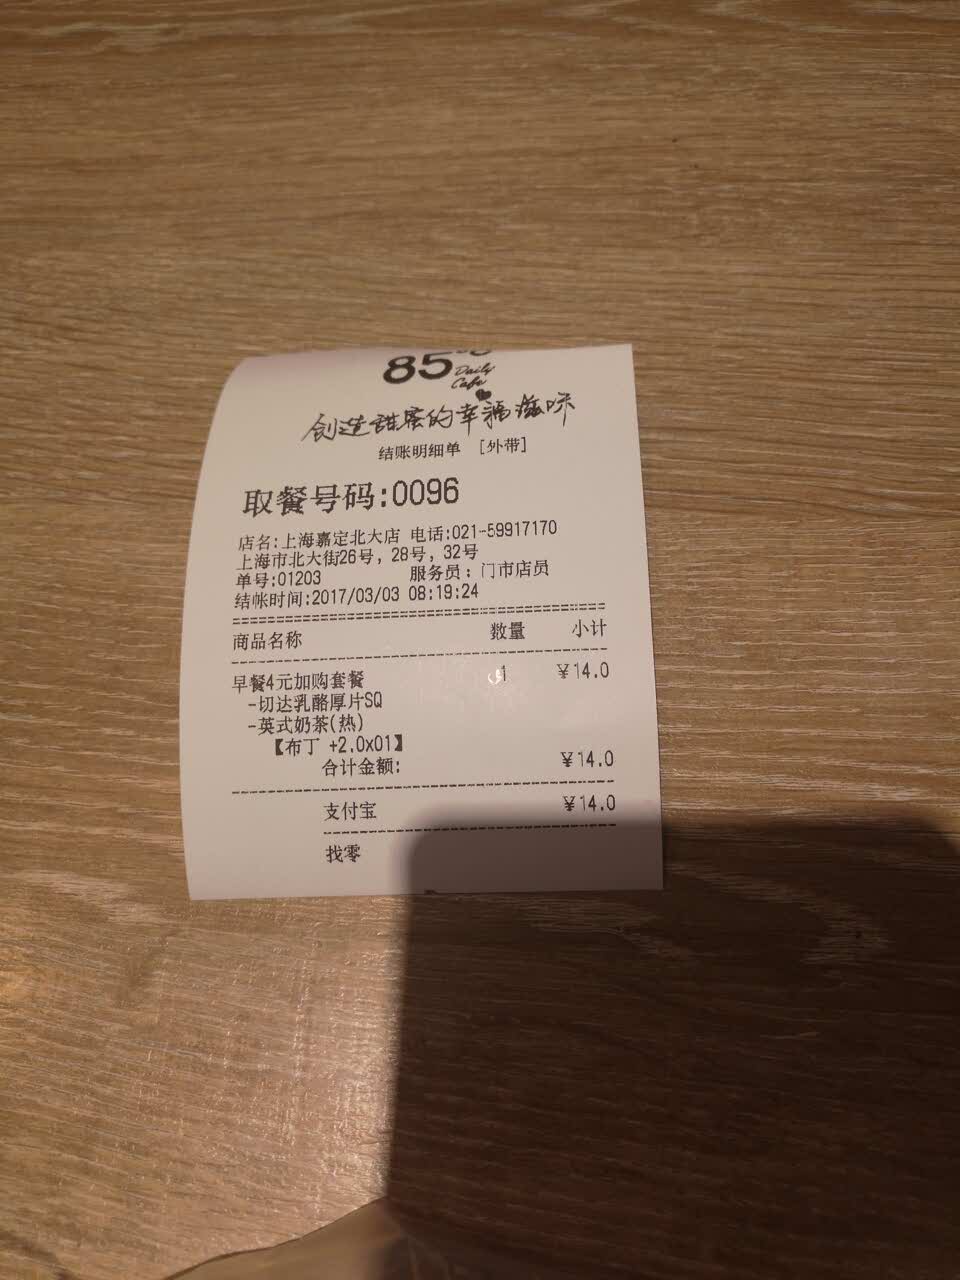 85
Daily
Cafe
创造甜蜜的幸福滋味
结账明细单 [外带]
取餐号码:0096
店名:上海嘉定北大店 电话:021-59917170
上海市北大街26号, 28号, 32号
单号:01203 服务员: 门市店员
结帐时间:2017/03/03 08:19:24
商品名称 数量 小计
早餐4元加购套餐 1 ¥14.0
-切达乳酪厚片SQ
-英式奶茶(热)
【布丁 +2.0x01】
合计金额: ¥14.0
支付宝 ¥14.0
找零